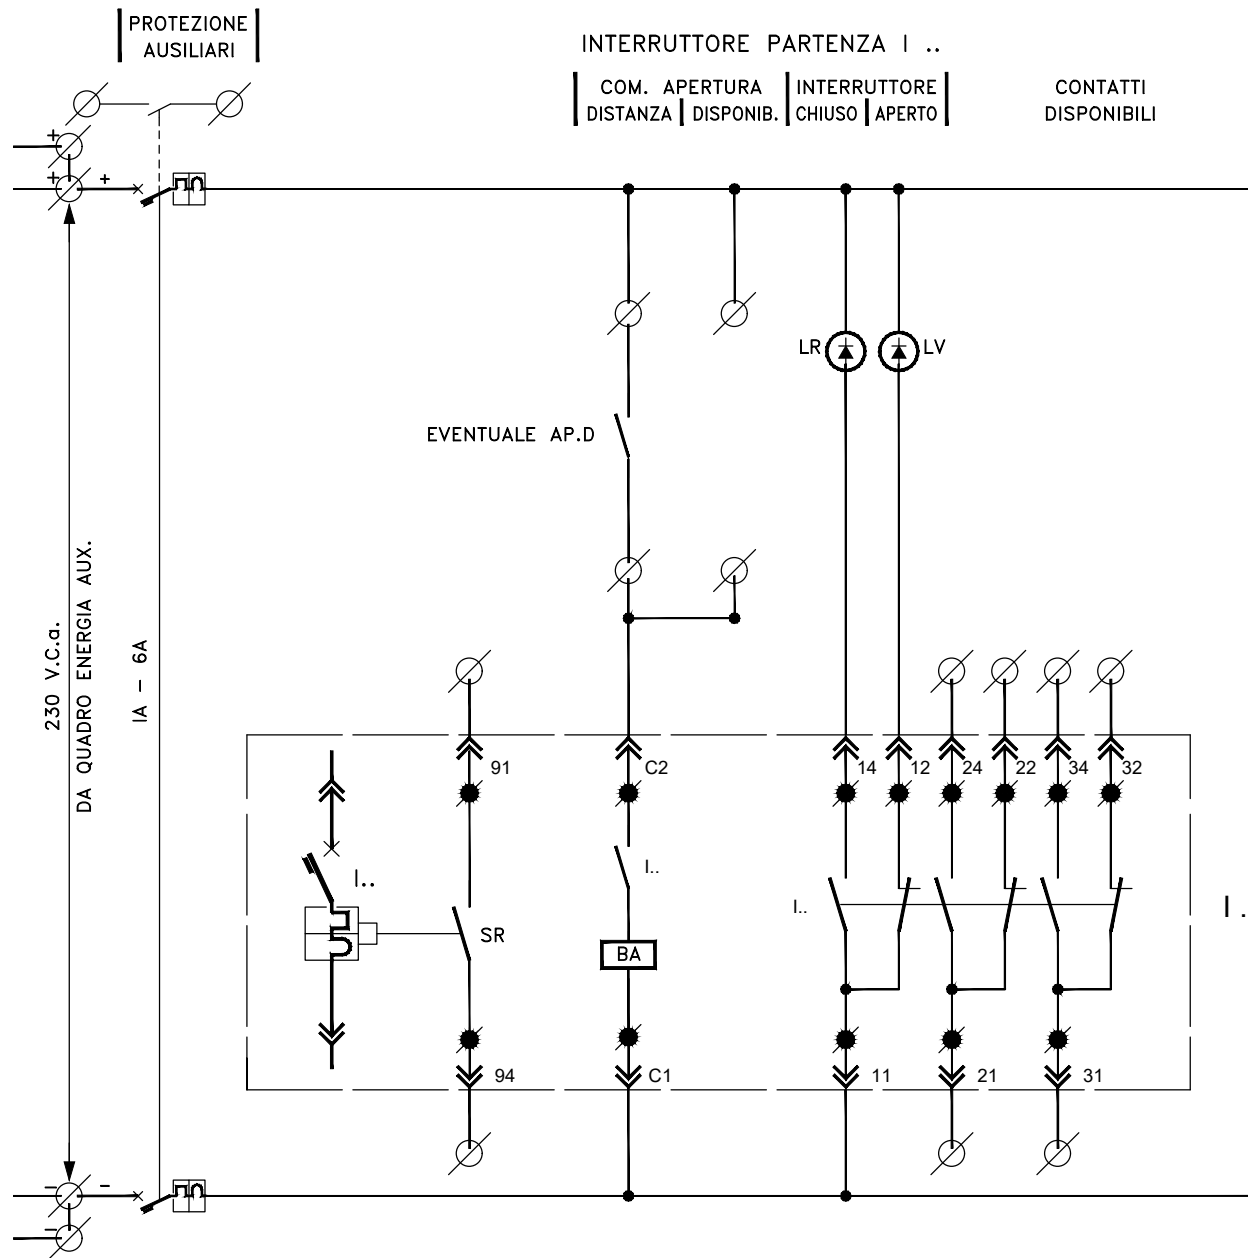 PROTEZIONE
AUSILIARI
INTERRUTTORE PARTENZA I ..
COM. APERTURA
DISTANZA
DISPONIB.
INTERRUTTORE
CHIUSO
APERTO
CONTATTI
DISPONIBILI
+
+
+
LR
LV
EVENTUALE AP.D
230 V.C.a.
DA QUADRO ENERGIA AUX.
IA - 6A
91
C2
14
12
24
22
34
32
I..
I..
I..
I .
SR
BA
94
C1
11
21
31
-
-
-